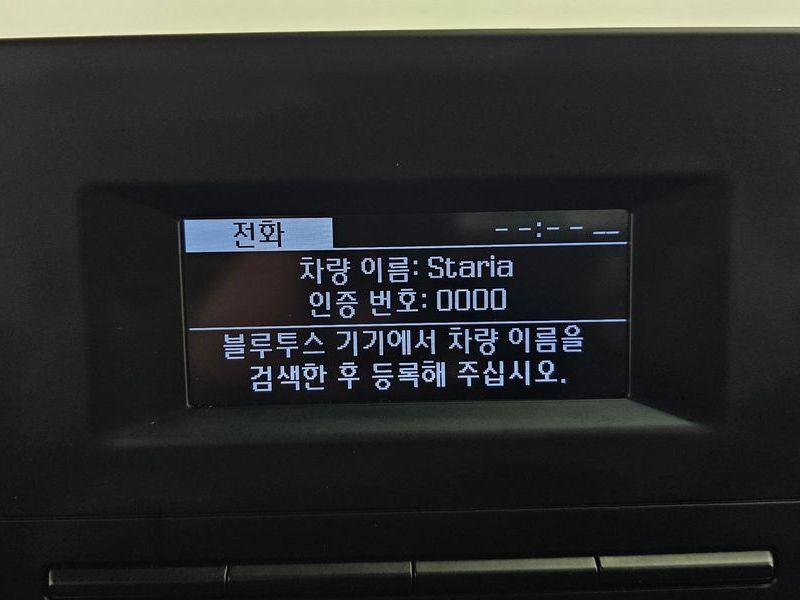 전화 --:-- __
차량 이름: Staria
인증 번호: 0000
블루투스 기기에서 차량 이름을
검색한 후 등록해 주십시오.